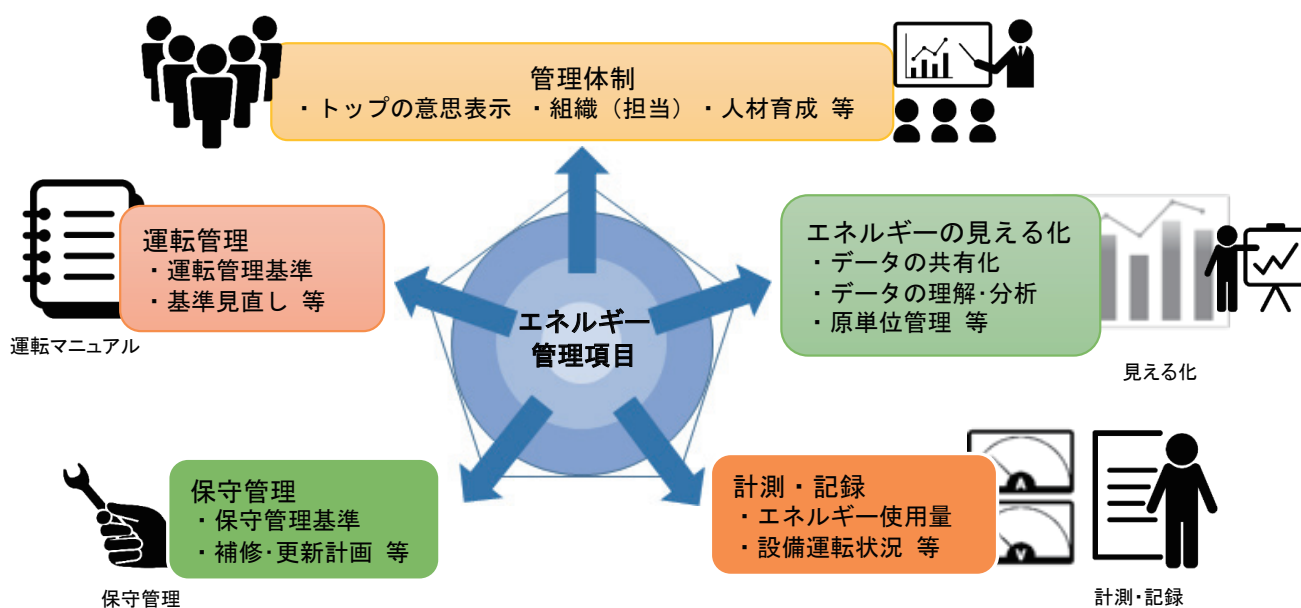 管理体制
・トップの意思表示 ・組織（担当）・人材育成 等
運転管理
・運転管理基準
・基準見直し 等
運転マニュアル
エネルギーの見える化
・データの共有化
・データの理解･分析
・原単位管理 等
見える化
エネルギー
管理項目
保守管理
・保守管理基準
・補修･更新計画 等
保守管理
計測・記録
・エネルギー使用量
・設備運転状況 等
A
V
計測･記録